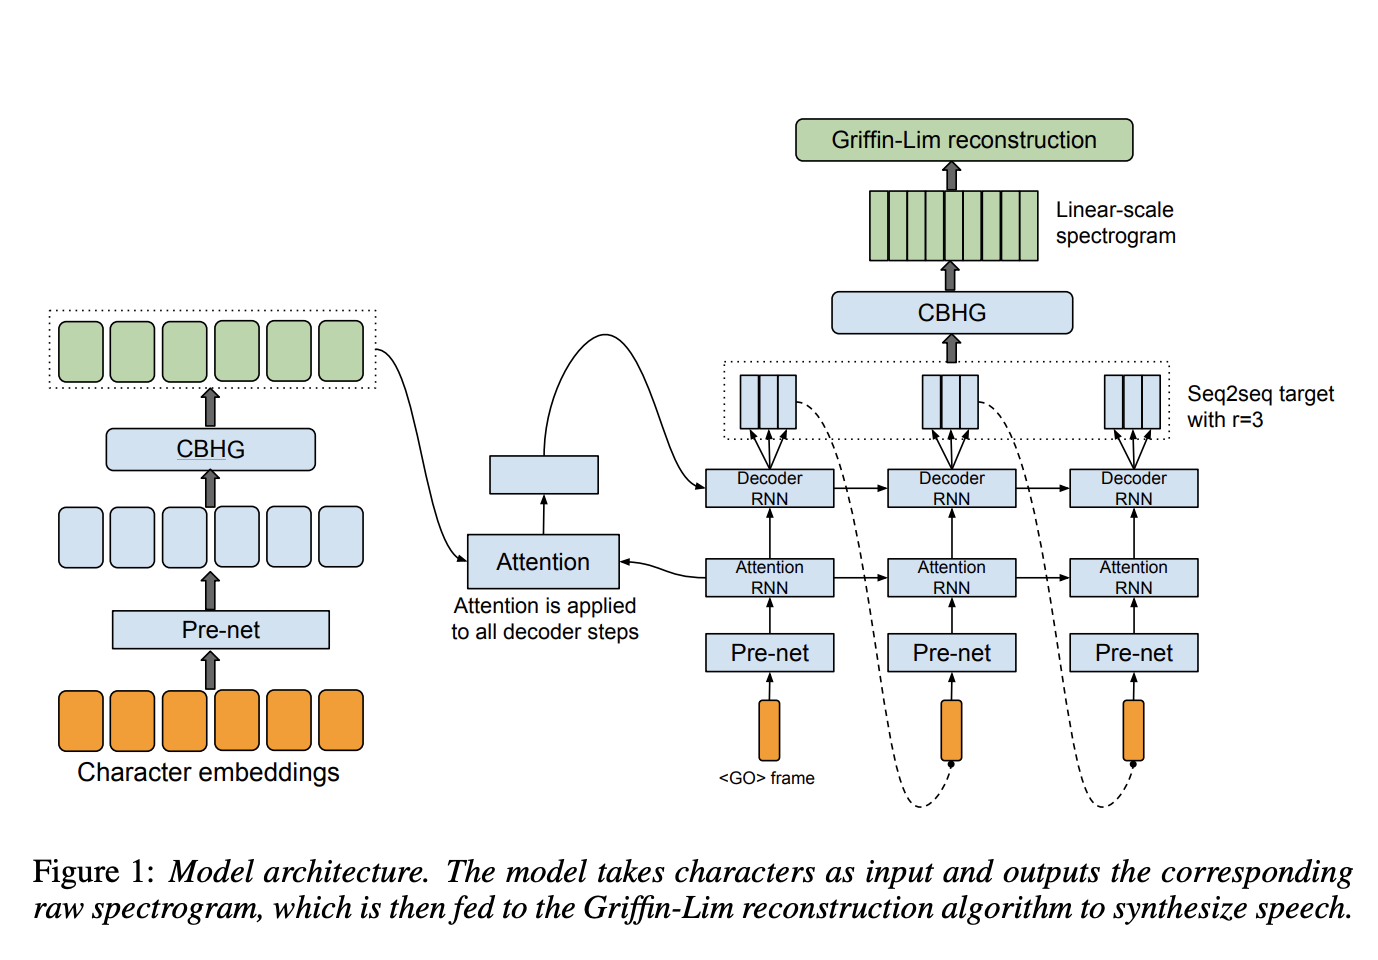 Griffin-Lim reconstruction
Linear-scale
spectrogram
CBHG
Seq2seq target
with r=3
CBHG
Decoder
RNN
Decoder
RNN
Decoder
RNN
Attention
Attention is applied
to all decoder steps
Attention
RNN
Attention
RNN
Attention
RNN
Pre-net
Pre-net
Pre-net
Pre-net
Character embeddings
<GO> frame
Figure 1: Model architecture. The model takes characters as input and outputs the corresponding
raw spectrogram, which is then fed to the Griffin-Lim reconstruction algorithm to synthesize speech.